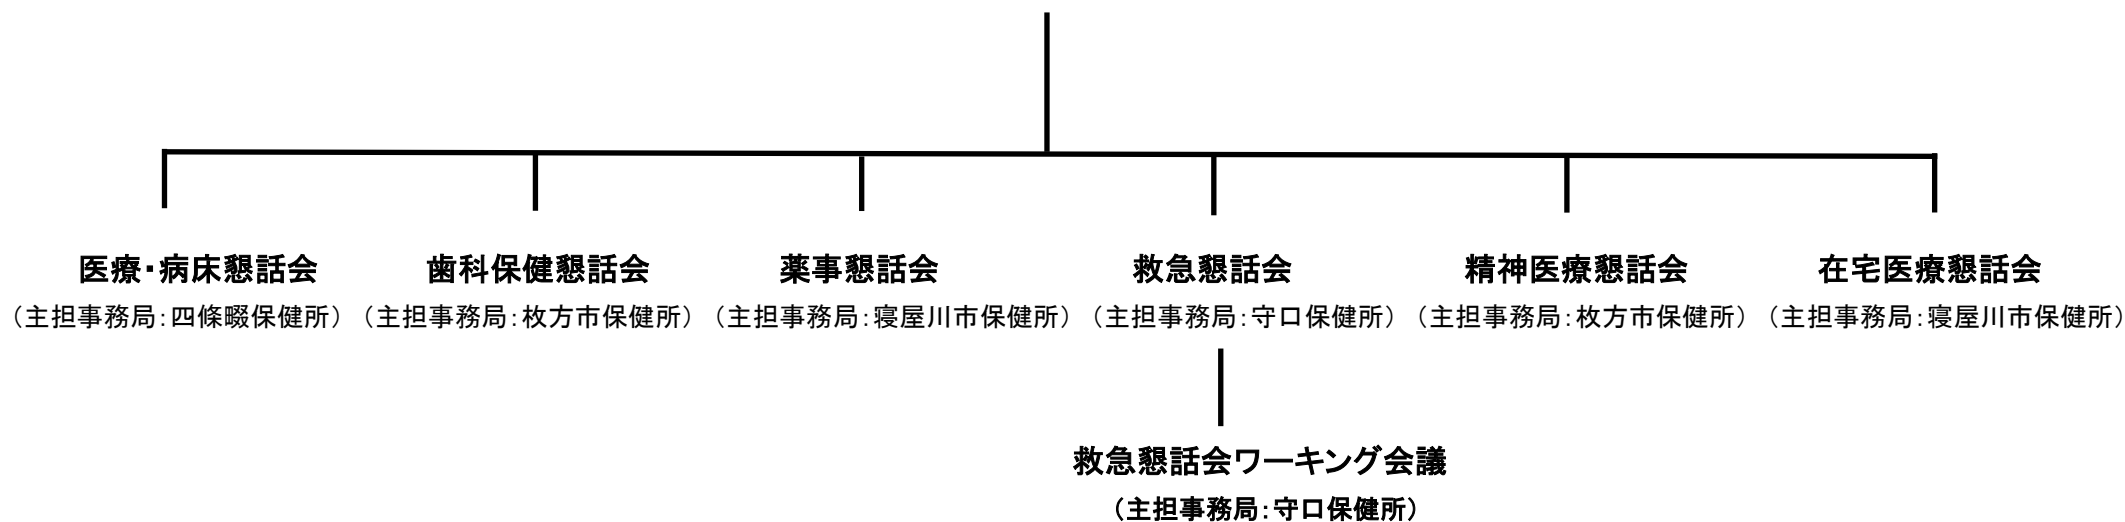 医療・病床懇話会 歯科保健懇話会 薬事懇話会 救急懇話会 精神医療懇話会 在宅医療懇話会
（主担事務局：四條畷保健所） （主担事務局：枚方市保健所） （主担事務局：寝屋川市保健所） （主担事務局：守口保健所） （主担事務局：枚方市保健所） （主担事務局：寝屋川市保健所）
救急懇話会ワーキング会議
（主担事務局：守口保健所）